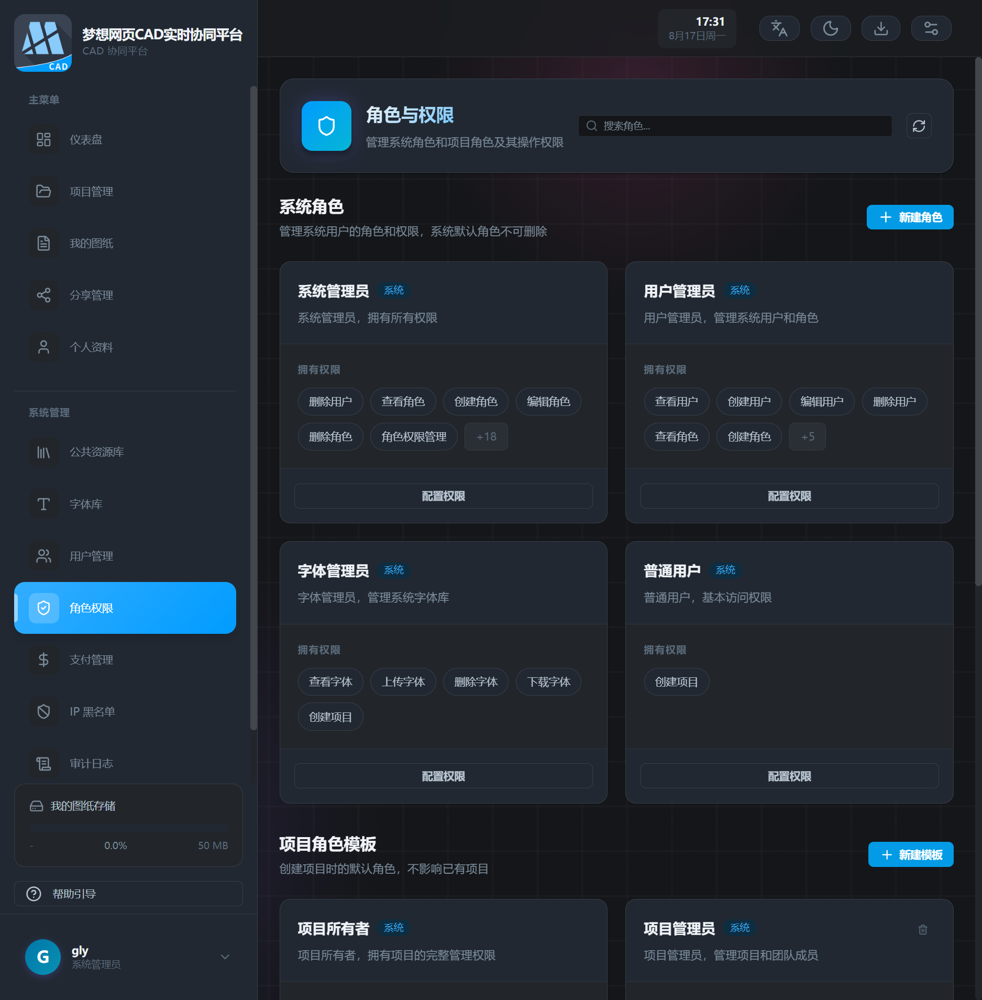 梦想网页CAD实时协同平台
CAD 协同平台
CAD
主菜单
仪表盘
项目管理
我的图纸
分享管理
个人资料
系统管理
公共资源库
字体库
用户管理
角色权限
支付管理
IP 黑名单
审计日志
我的图纸存储
- 0.0% 50 MB
帮助引导
G
gly
系统管理员
17:31
8月17日周一
角色与权限
管理系统角色和项目角色及其操作权限
搜索角色...
系统角色
管理系统用户的角色和权限，系统默认角色不可删除
新建角色
系统管理员 系统
系统管理员，拥有所有权限
拥有权限
删除用户 查看角色 创建角色 编辑角色
删除角色 角色权限管理 +18
配置权限
用户管理员 系统
用户管理员，管理系统用户和角色
拥有权限
查看用户 创建用户 编辑用户 删除用户
查看角色 创建角色 +5
配置权限
字体管理员 系统
字体管理员，管理系统字体库
拥有权限
查看字体 上传字体 删除字体 下载字体
创建项目
配置权限
普通用户 系统
普通用户，基本访问权限
拥有权限
创建项目
配置权限
项目角色模板
创建项目时的默认角色，不影响已有项目
新建模板
项目所有者 系统
项目所有者，拥有项目的完整管理权限
项目管理员 系统
项目管理员，管理项目和团队成员